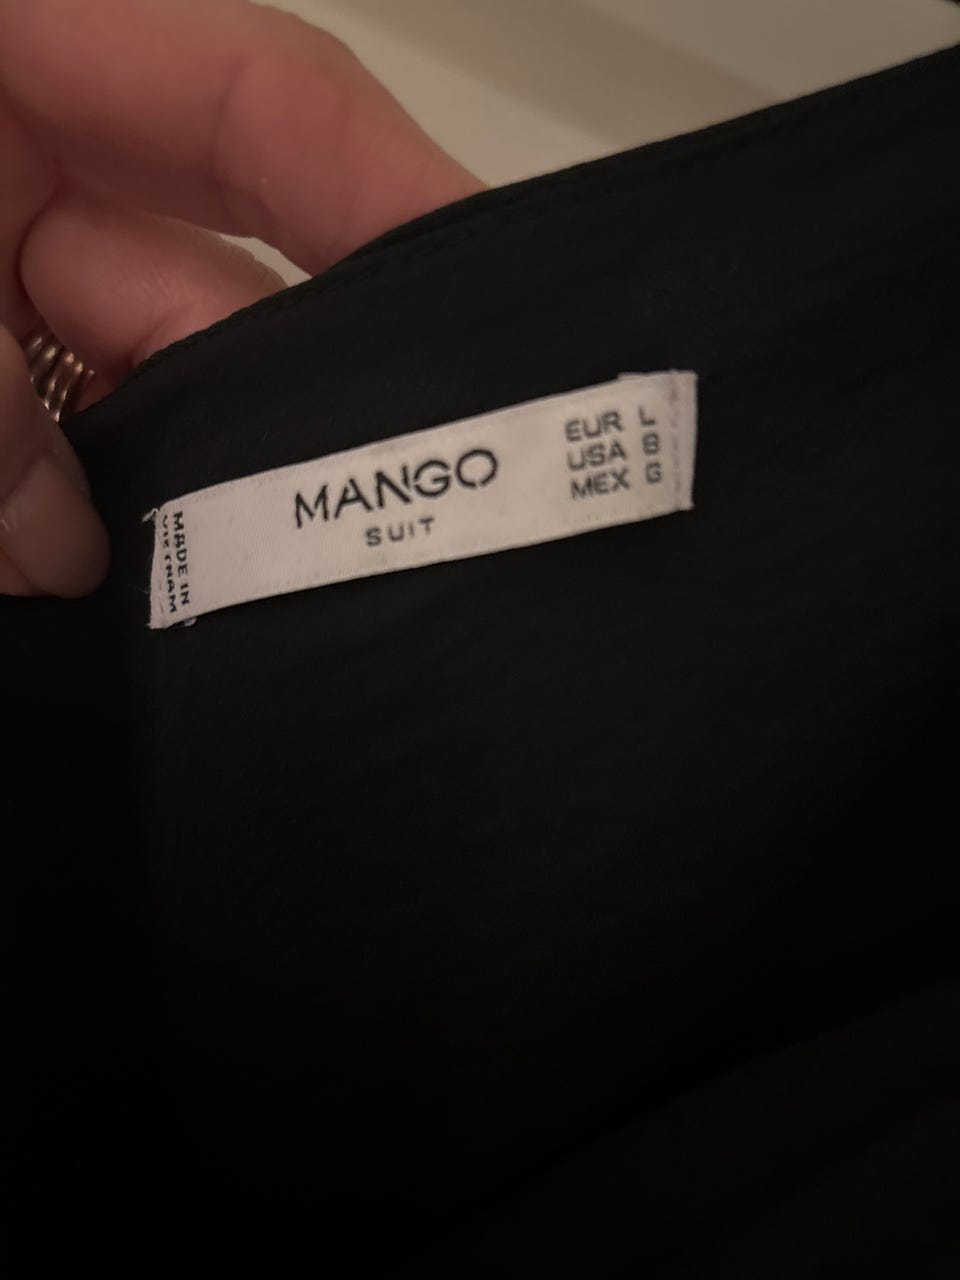 MANGO
SUIT
EUR L
USA 8
MEX G
MADE IN
VIETNAM